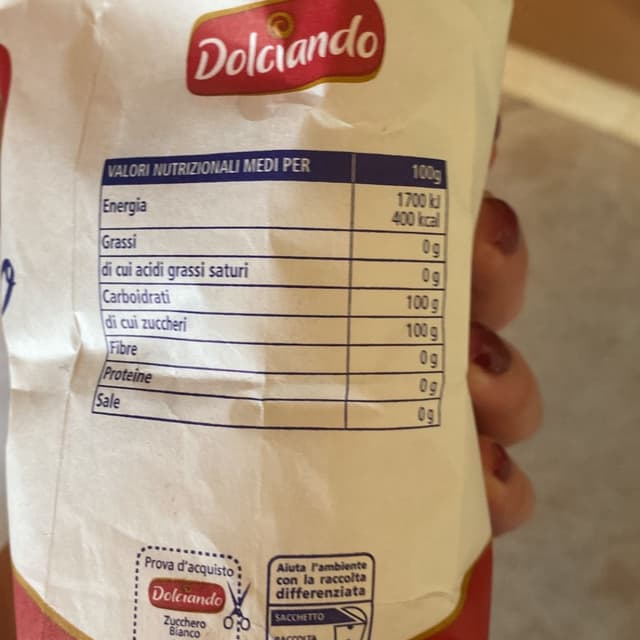 Dolciando
VALORI NUTRIZIONALI MEDI PER 100g
Energia 1700 kJ
400 kcal
Grassi 0 g
di cui acidi grassi saturi 0 g
Carboidrati 100 g
di cui zuccheri 100 g
Fibre 0 g
Proteine 0 g
Sale 0 g
Prova d'acquisto
Dolciando
Zucchero
Bianco
Aiuta l'ambiente
con la raccolta
differenziata
SACCHETTO
RACCOLTA